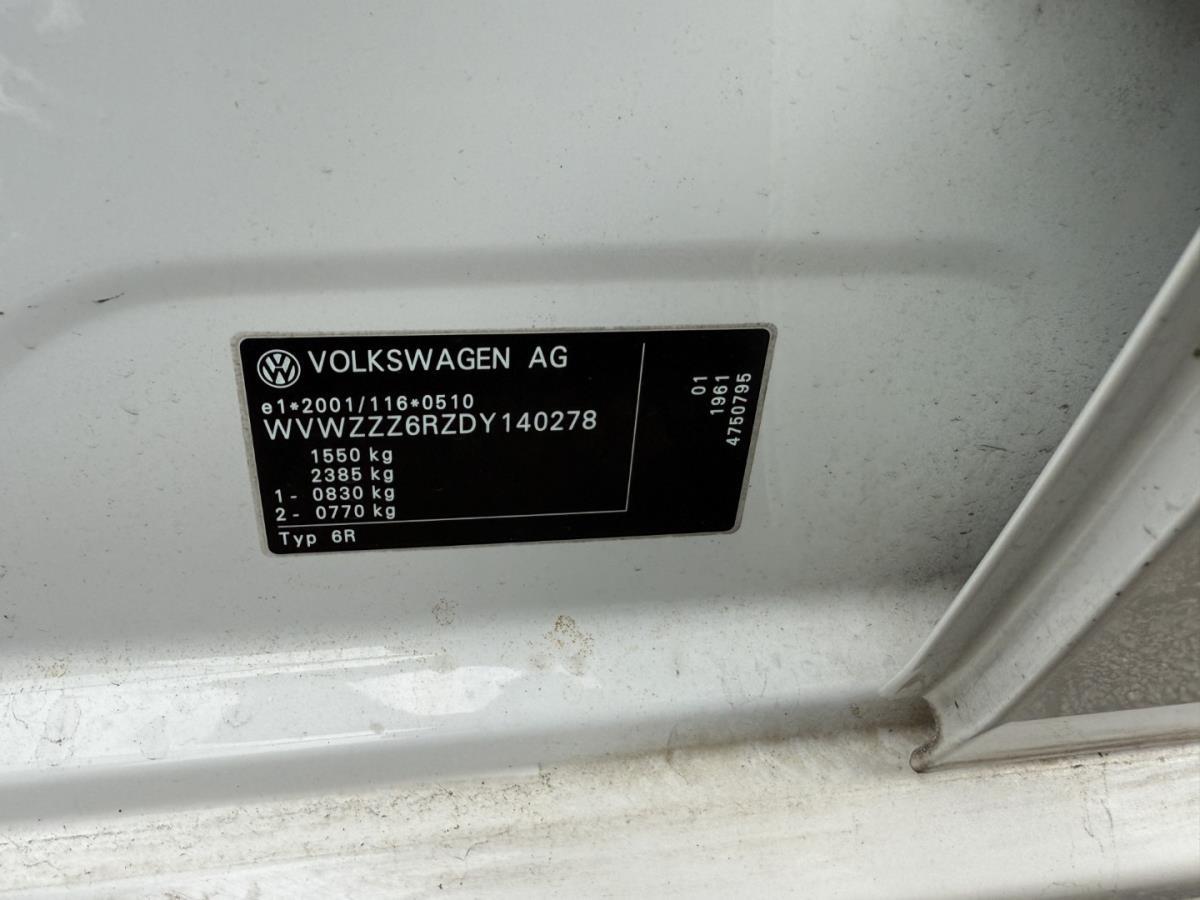 VOLKSWAGEN AG
e1*2001/116*0510
WVWZZZ6RZDY140278
1550 kg
2385 kg
1- 0830 kg
2- 0770 kg
Typ 6R
01
1961
4750795